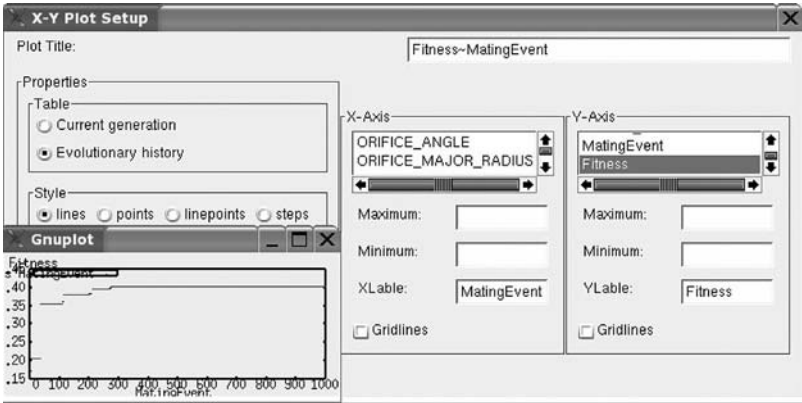 X-Y Plot Setup
Plot Title:
Fitness~MatingEvent
Properties
Table
Current generation
Evolutionary history
Style
lines points linepoints steps
X-Axis
ORIFICE_ANGLE
ORIFICE_MAJOR_RADIUS
Maximum:
Minimum:
XLable: MatingEvent
Gridlines
Y-Axis
MatingEvent
Fitness
Maximum:
Minimum:
YLable: Fitness
Gridlines
Gnuplot
Fitness
.45
.40
.35
.30
.25
.20
.15
0 100 200 300 400 500 600 700 800 900 1000
MatingEvent